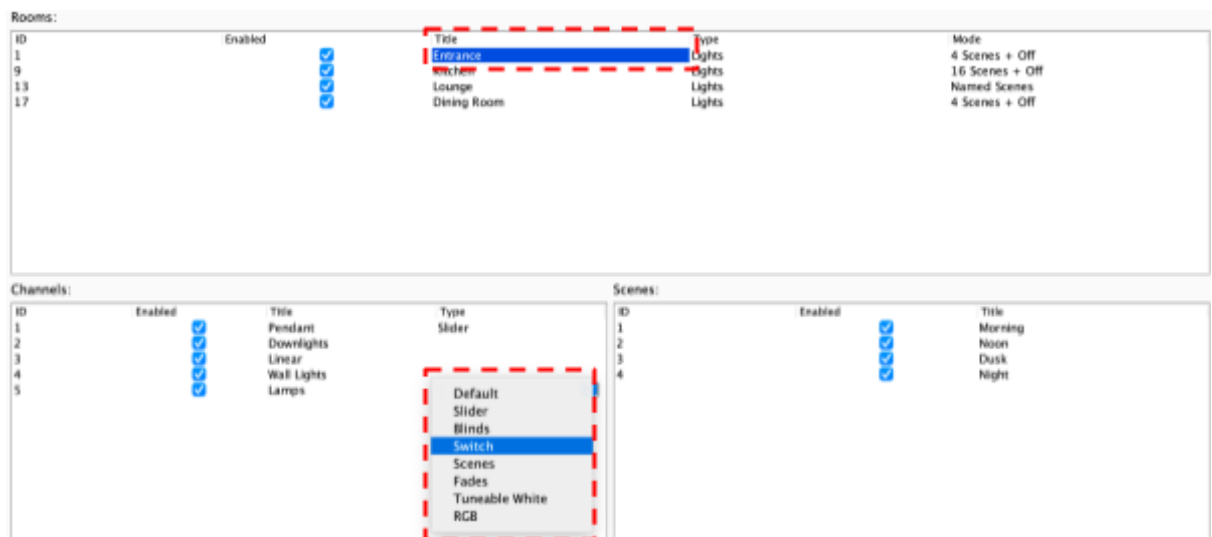 Rooms:
ID Enabled Title Type Mode
1 Entrance Lights 4 Scenes + Off
9 Kitchen Lights 16 Scenes + Off
13 Lounge Lights Named Scenes
17 Dining Room Lights 4 Scenes + Off
Channels:
ID Enabled Title Type
1 Pendant Slider
2 Downlights
3 Linear
4 Wall Lights
5 Lamps
Default
Slider
Blinds
Switch
Scenes
Fades
Tuneable White
RGB
Scenes:
ID Enabled Title
1 Morning
2 Noon
3 Dusk
4 Night